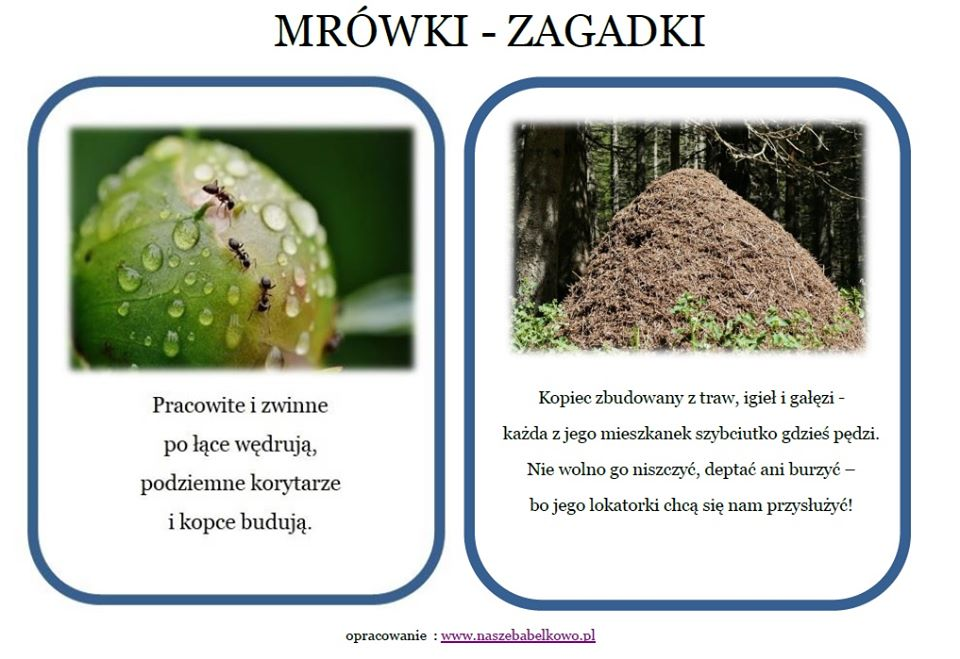 MRÓWKI - ZAGADKI
Pracowite i zwinne
po łące wędrują,
podziemne korytarze
i kopce budują.
Kopiec zbudowany z traw, igieł i gałęzi -
każda z jego mieszkanek szybciutko gdzieś pędzi.
Nie wolno go niszczyć, deptać ani burzyć –
bo jego lokatorki chcą się nam przysłużyć!
opracowanie : www.naszebabelkowo.pl